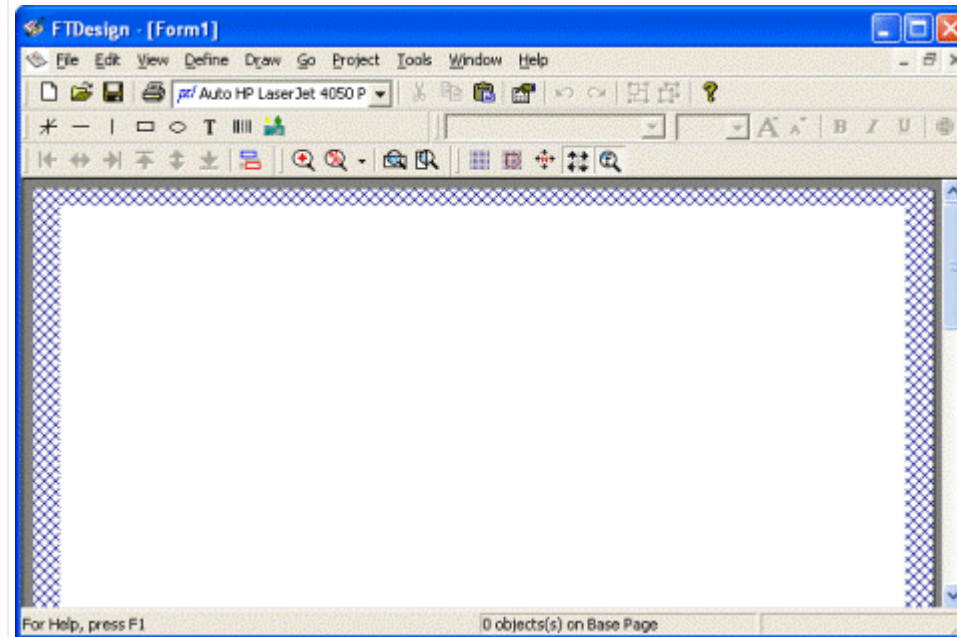 FTDesign - [Form1]
File Edit View Define Draw Go Project Tools Window Help
pcl Auto HP LaserJet 4050 P
T A A B I U
For Help, press F1
0 objects(s) on Base Page